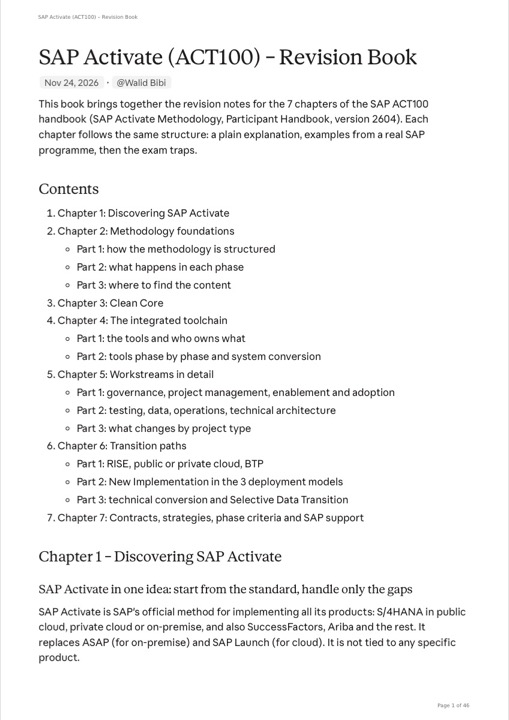 SAP Activate (ACT100) – Revision Book
SAP Activate (ACT100) – Revision Book
Nov 24, 2026 · @Walid Bibi
This book brings together the revision notes for the 7 chapters of the SAP ACT100
handbook (SAP Activate Methodology, Participant Handbook, version 2604). Each
chapter follows the same structure: a plain explanation, examples from a real SAP
programme, then the exam traps.
Contents
1. Chapter 1: Discovering SAP Activate
2. Chapter 2: Methodology foundations
◦ Part 1: how the methodology is structured
◦ Part 2: what happens in each phase
◦ Part 3: where to find the content
3. Chapter 3: Clean Core
4. Chapter 4: The integrated toolchain
◦ Part 1: the tools and who owns what
◦ Part 2: tools phase by phase and system conversion
5. Chapter 5: Workstreams in detail
◦ Part 1: governance, project management, enablement and adoption
◦ Part 2: testing, data, operations, technical architecture
◦ Part 3: what changes by project type
6. Chapter 6: Transition paths
◦ Part 1: RISE, public or private cloud, BTP
◦ Part 2: New Implementation in the 3 deployment models
◦ Part 3: technical conversion and Selective Data Transition
7. Chapter 7: Contracts, strategies, phase criteria and SAP support
Chapter 1 – Discovering SAP Activate
SAP Activate in one idea: start from the standard, handle only the gaps
SAP Activate is SAP's official method for implementing all its products: S/4HANA in public
cloud, private cloud or on-premise, and also SuccessFactors, Ariba and the rest. It
replaces ASAP (for on-premise) and SAP Launch (for cloud). It is not tied to any specific
product.
Page 1 of 46